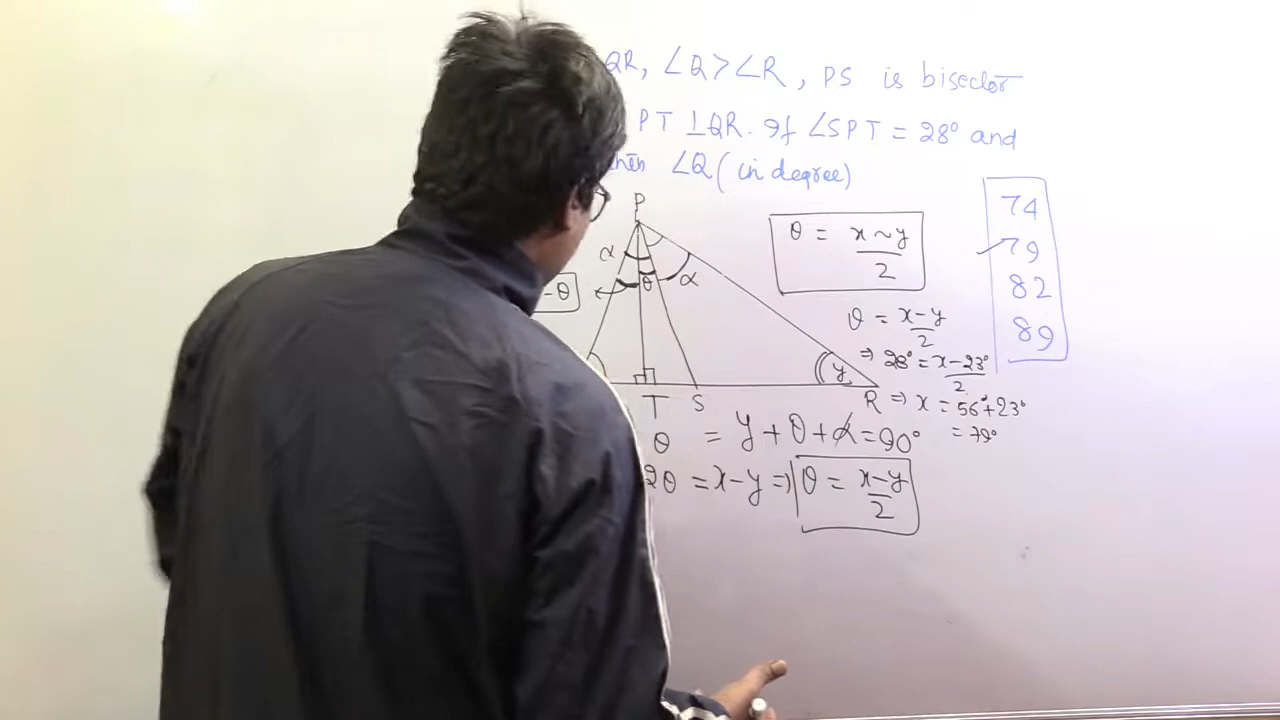 QR, ∠Q>∠R, PS is bisector
PT ⊥QR. If ∠SPT = 28° and
then ∠Q (in degree)
74
79
82
89
P
α
θ
α
-θ
θ = x~y/2
θ = x-y/2
⇒ 28° = x-23°/2
⇒ x = 56°+23°
= 79°
y
T S R
θ = y+θ+α=90°
2θ = x-y ⇒ θ = x-y/2